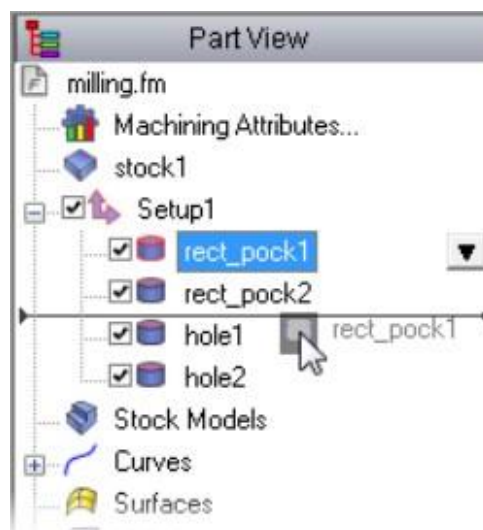 Part View
milling.fm
Machining Attributes...
stock1
Setup1
rect_pock1
rect_pock2
hole1 rect_pock1
hole2
Stock Models
Curves
Surfaces